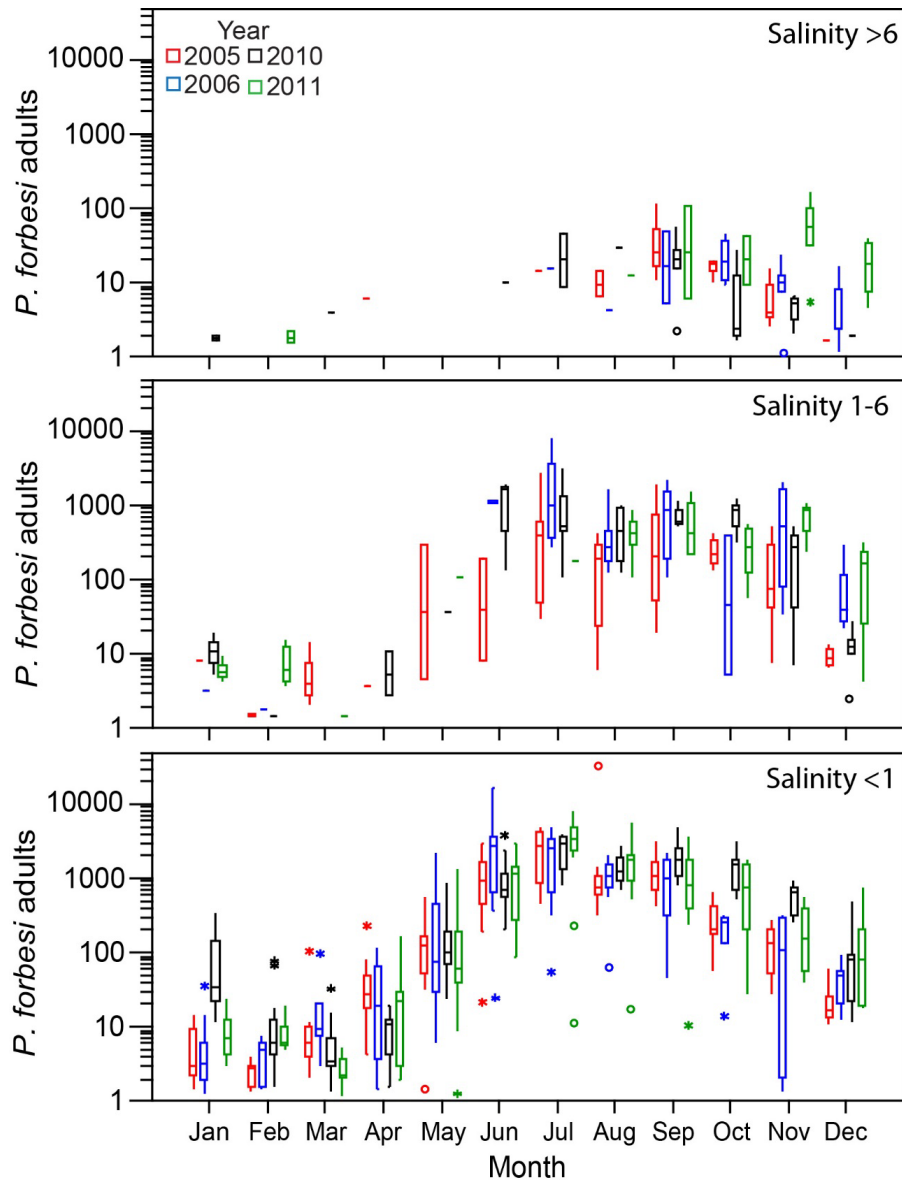 Year
2005 2010
2006 2011
Salinity >6
10000
1000
100
10
1
P. forbesi adults
Salinity 1-6
10000
1000
100
10
1
P. forbesi adults
Salinity <1
10000
1000
100
10
1
P. forbesi adults
Jan Feb Mar Apr May Jun Jul Aug Sep Oct Nov Dec
Month